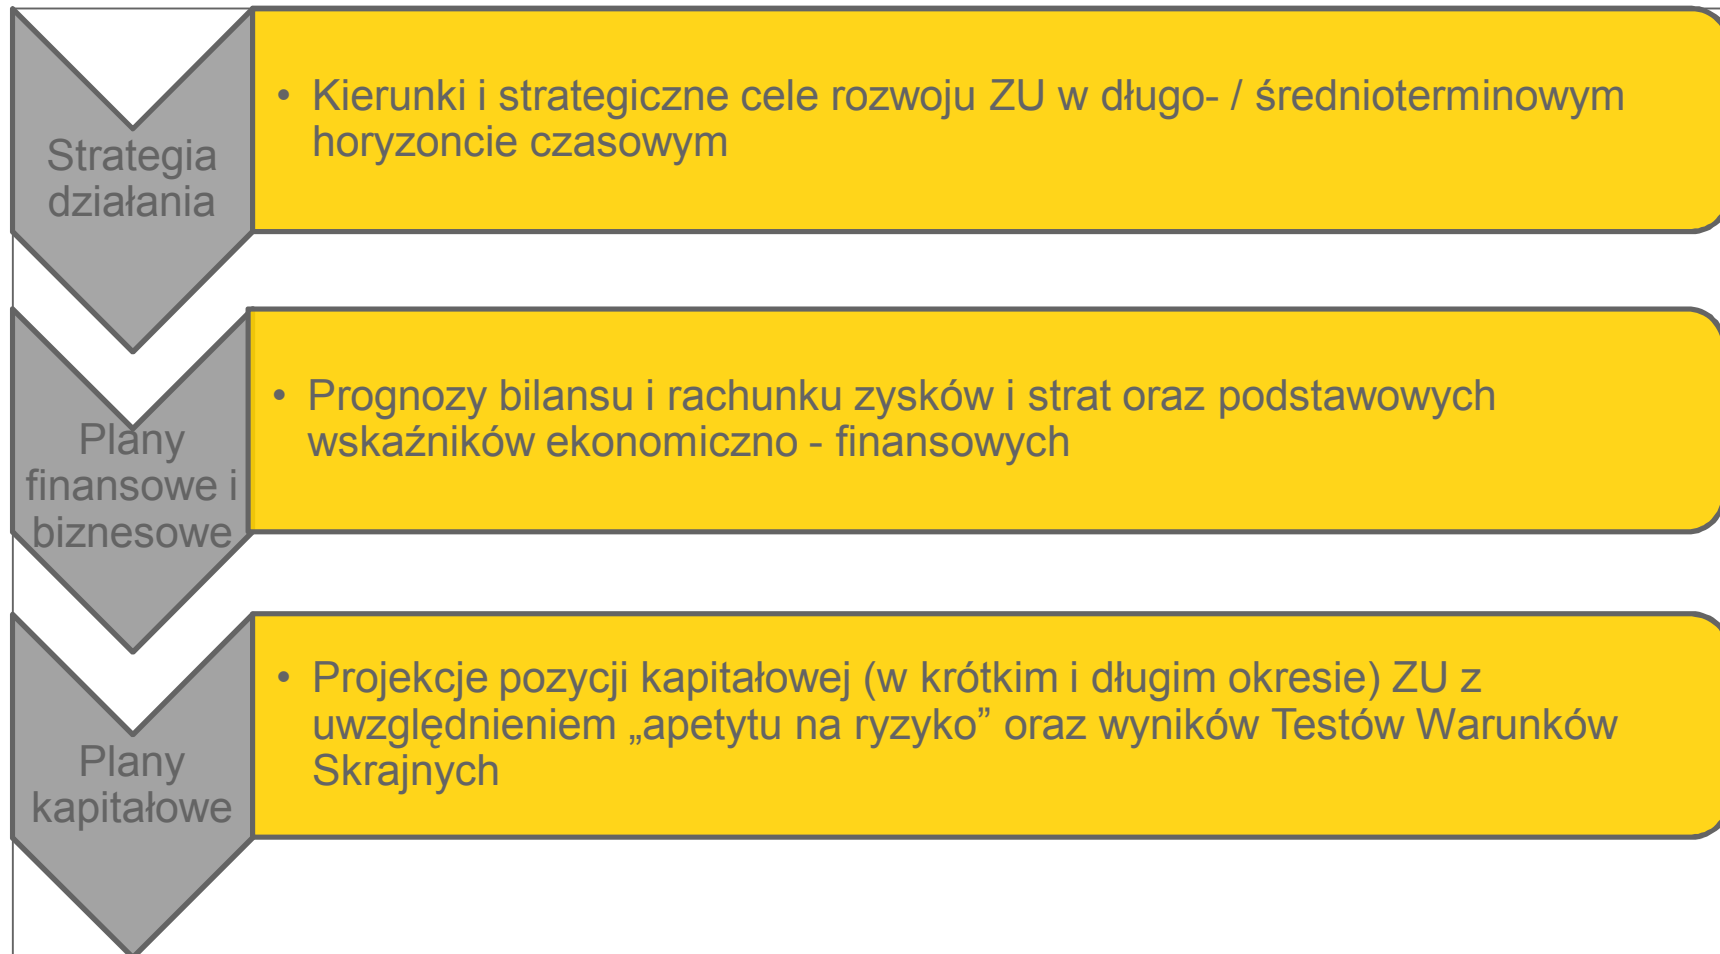 Strategia
działania
• Kierunki i strategiczne cele rozwoju ZU w długo- / średnioterminowym
horyzoncie czasowym
Plany
finansowe i
biznesowe
• Prognozy bilansu i rachunku zysków i strat oraz podstawowych
wskaźników ekonomiczno - finansowych
Plany
kapitałowe
• Projekcje pozycji kapitałowej (w krótkim i długim okresie) ZU z
uwzględnieniem „apetytu na ryzyko” oraz wyników Testów Warunków
Skrajnych